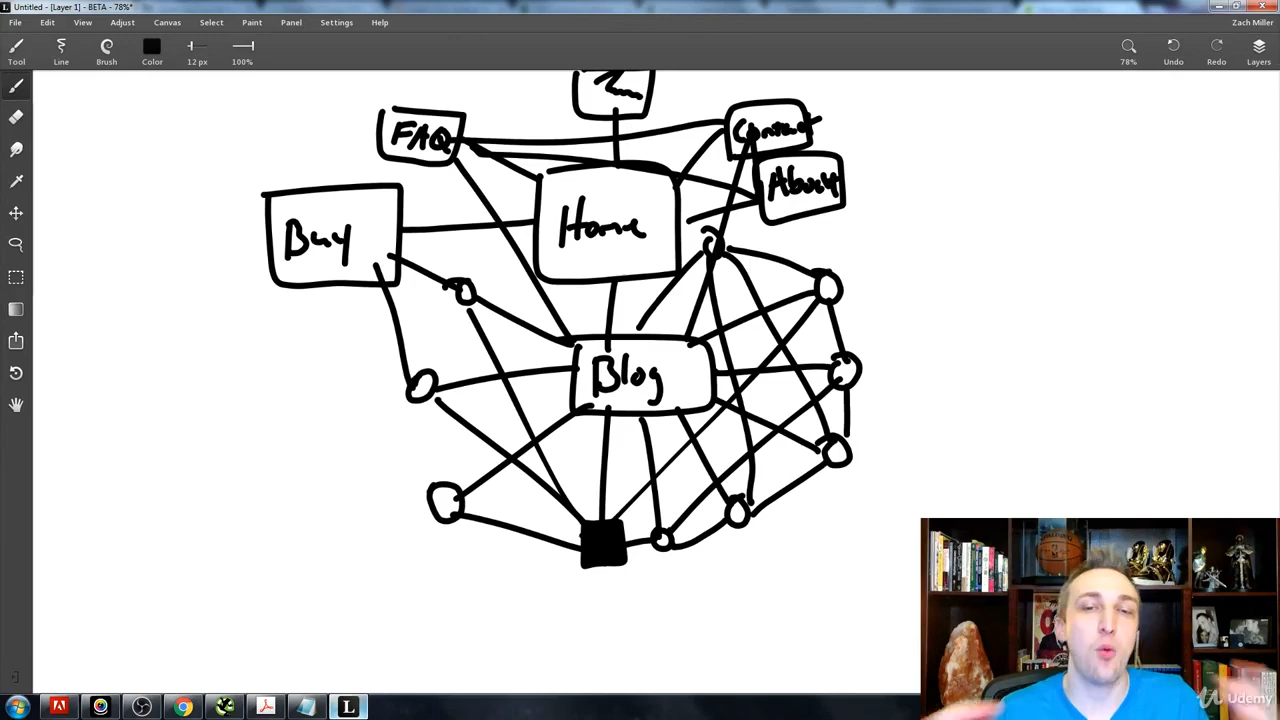 Untitled - [Layer 1] - BETA - 78%*
File Edit View Adjust Canvas Select Paint Panel Settings Help
Zach Miller
Tool Line Brush Color 12 px 100% 78% Undo Redo Layers
FAQ
Contact
About
Buy
Home
Blog
Udemy